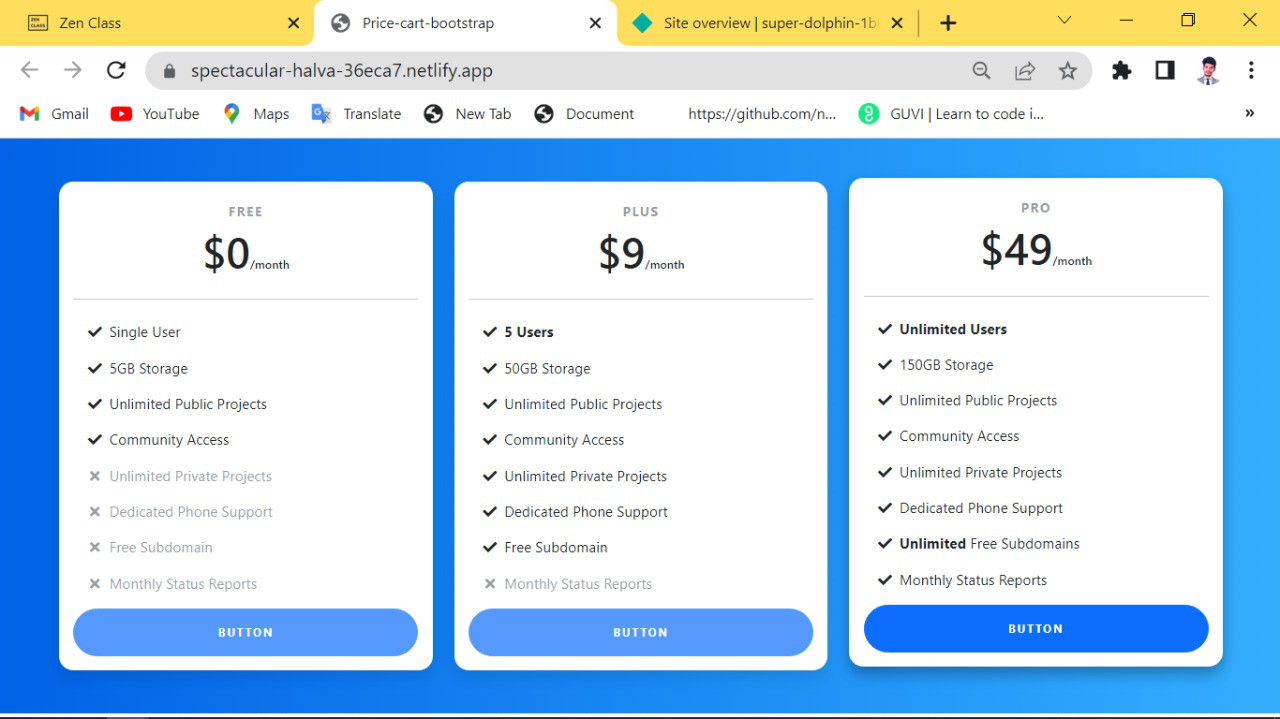 ZEN CLASS
Zen Class
Price-cart-bootstrap
Site overview | super-dolphin-1b
spectacular-halva-36eca7.netlify.app
Gmail
YouTube
Maps
Translate
New Tab
Document
https://github.com/n...
GUVI | Learn to code i...
»
FREE
$0/month
Single User
5GB Storage
Unlimited Public Projects
Community Access
Unlimited Private Projects
Dedicated Phone Support
Free Subdomain
Monthly Status Reports
BUTTON
PLUS
$9/month
5 Users
50GB Storage
Unlimited Public Projects
Community Access
Unlimited Private Projects
Dedicated Phone Support
Free Subdomain
Monthly Status Reports
BUTTON
PRO
$49/month
Unlimited Users
150GB Storage
Unlimited Public Projects
Community Access
Unlimited Private Projects
Dedicated Phone Support
Unlimited Free Subdomains
Monthly Status Reports
BUTTON